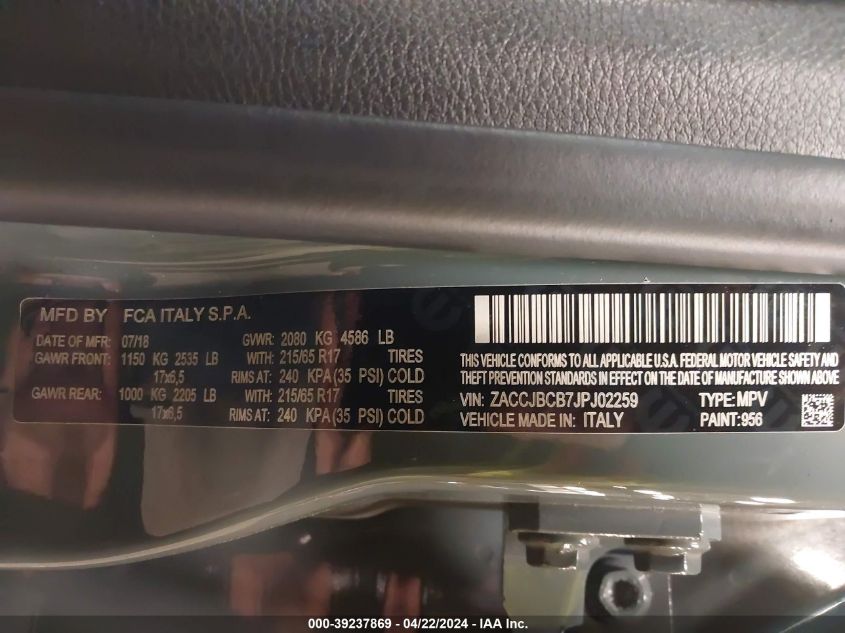 MFD BY FCA ITALY S.P.A.
DATE OF MFR: 07/18 GVWR: 2080 KG 4586 LB
GAWR FRONT: 1150 KG 2535 LB WITH: 215/65 R17 TIRES
17x6,5 RIMS AT: 240 KPA (35 PSI) COLD
GAWR REAR: 1000 KG 2205 LB WITH: 215/65 R17 TIRES
17x6,5 RIMS AT: 240 KPA (35 PSI) COLD
THIS VEHICLE CONFORMS TO ALL APPLICABLE U.S.A. FEDERAL MOTOR VEHICLE SAFETY AND
THEFT PREVENTION STANDARDS IN EFFECT ON THE DATE OF MANUFACTURE SHOWN ABOVE
VIN: ZACCJBCB7JPJ02259 TYPE: MPV
VEHICLE MADE IN: ITALY PAINT: 956
000-39237869 - 04/22/2024 - IAA Inc.